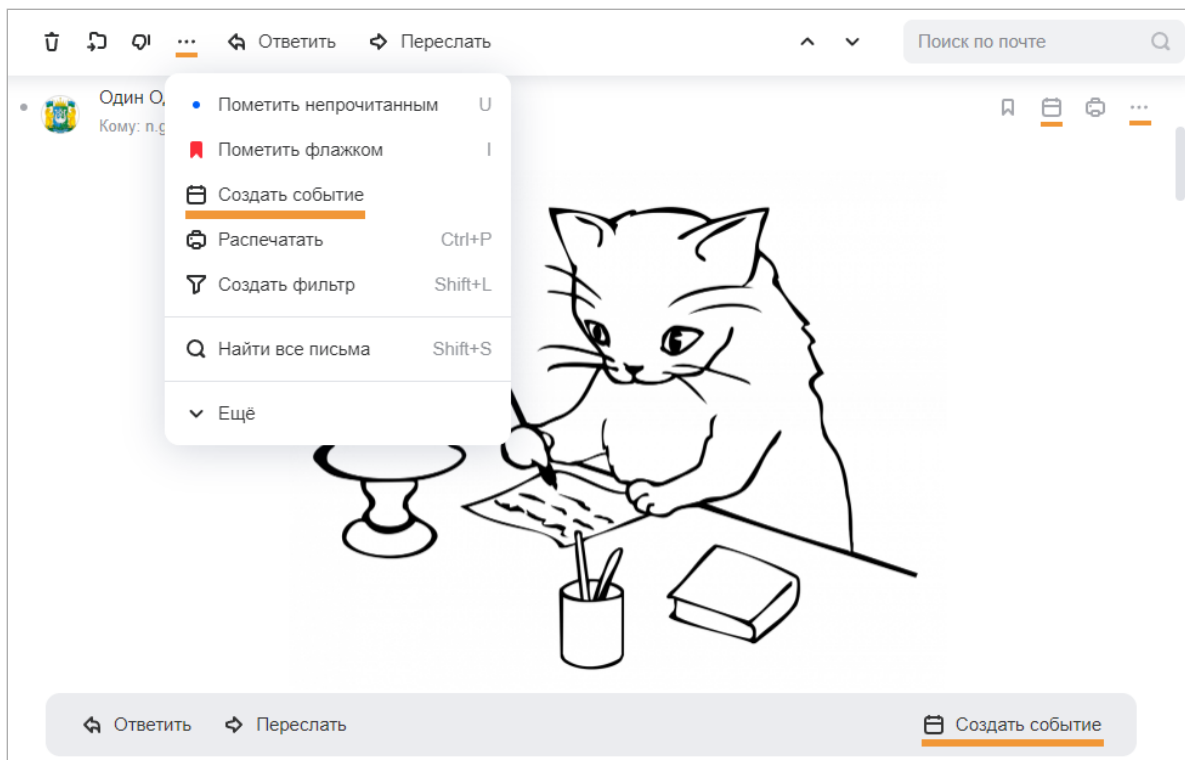 Ответить Переслать Поиск по почте
Один О
Кому: n.g
Пометить непрочитанным U
Пометить флажком I
Создать событие
Распечатать Ctrl+P
Создать фильтр Shift+L
Найти все письма Shift+S
Ещё
Ответить Переслать Создать событие